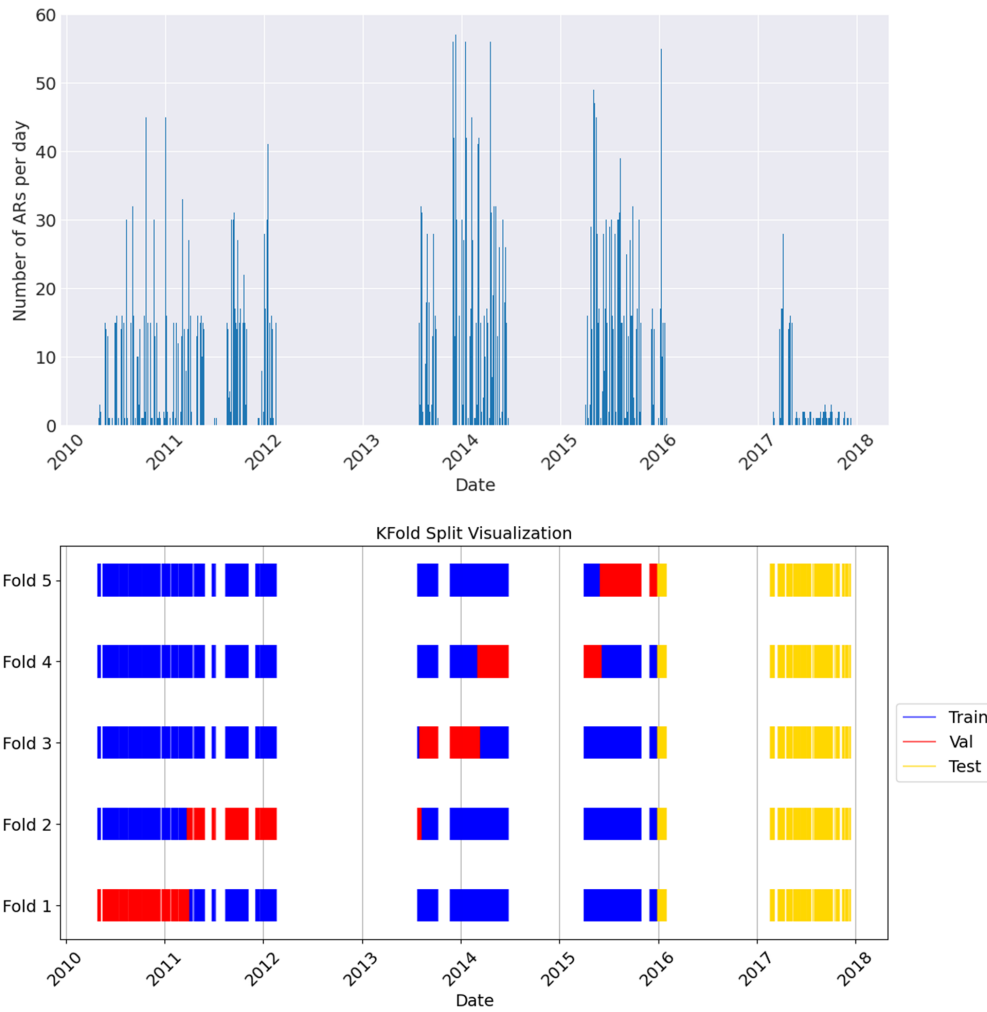 60
50
40
30
20
10
0
Number of ARs per day
2010
2011
2012
2013
2014
2015
2016
2017
2018
Date
KFold Split Visualization
Fold 5
Fold 4
Fold 3
Fold 2
Fold 1
Train
Val
Test
2010
2011
2012
2013
2014
2015
2016
2017
2018
Date